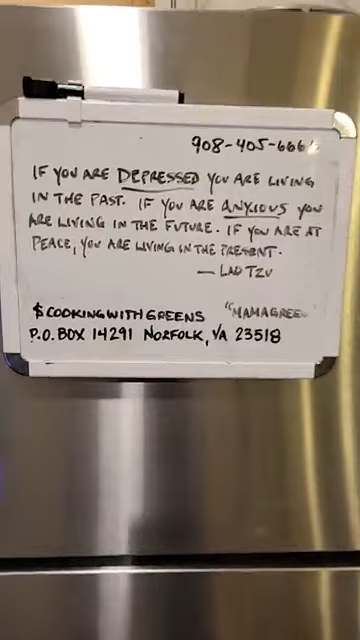 908-405-666
IF YOU ARE DEPRESSED YOU ARE LIVING
IN THE PAST. IF YOU ARE ANXIOUS YOU
ARE LIVING IN THE FUTURE. IF YOU ARE AT
PEACE, YOU ARE LIVING IN THE PRESENT.
— LAO TZU
"MAMAGREEN
$COOKINGWITHGREENS
P.O. BOX 14291 NORFOLK, VA 23518